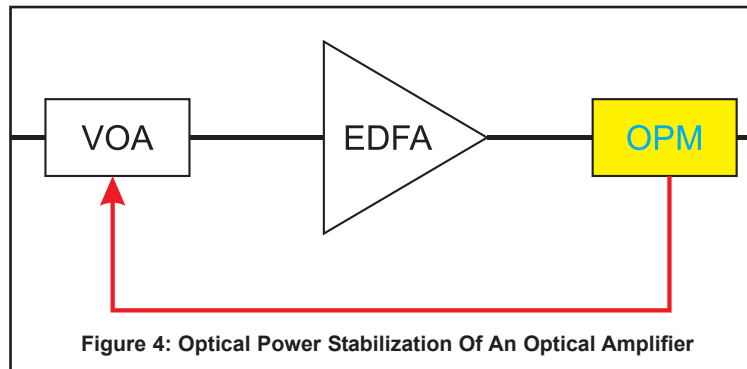 VOA
EDFA
OPM
Figure 4: Optical Power Stabilization Of An Optical Amplifier